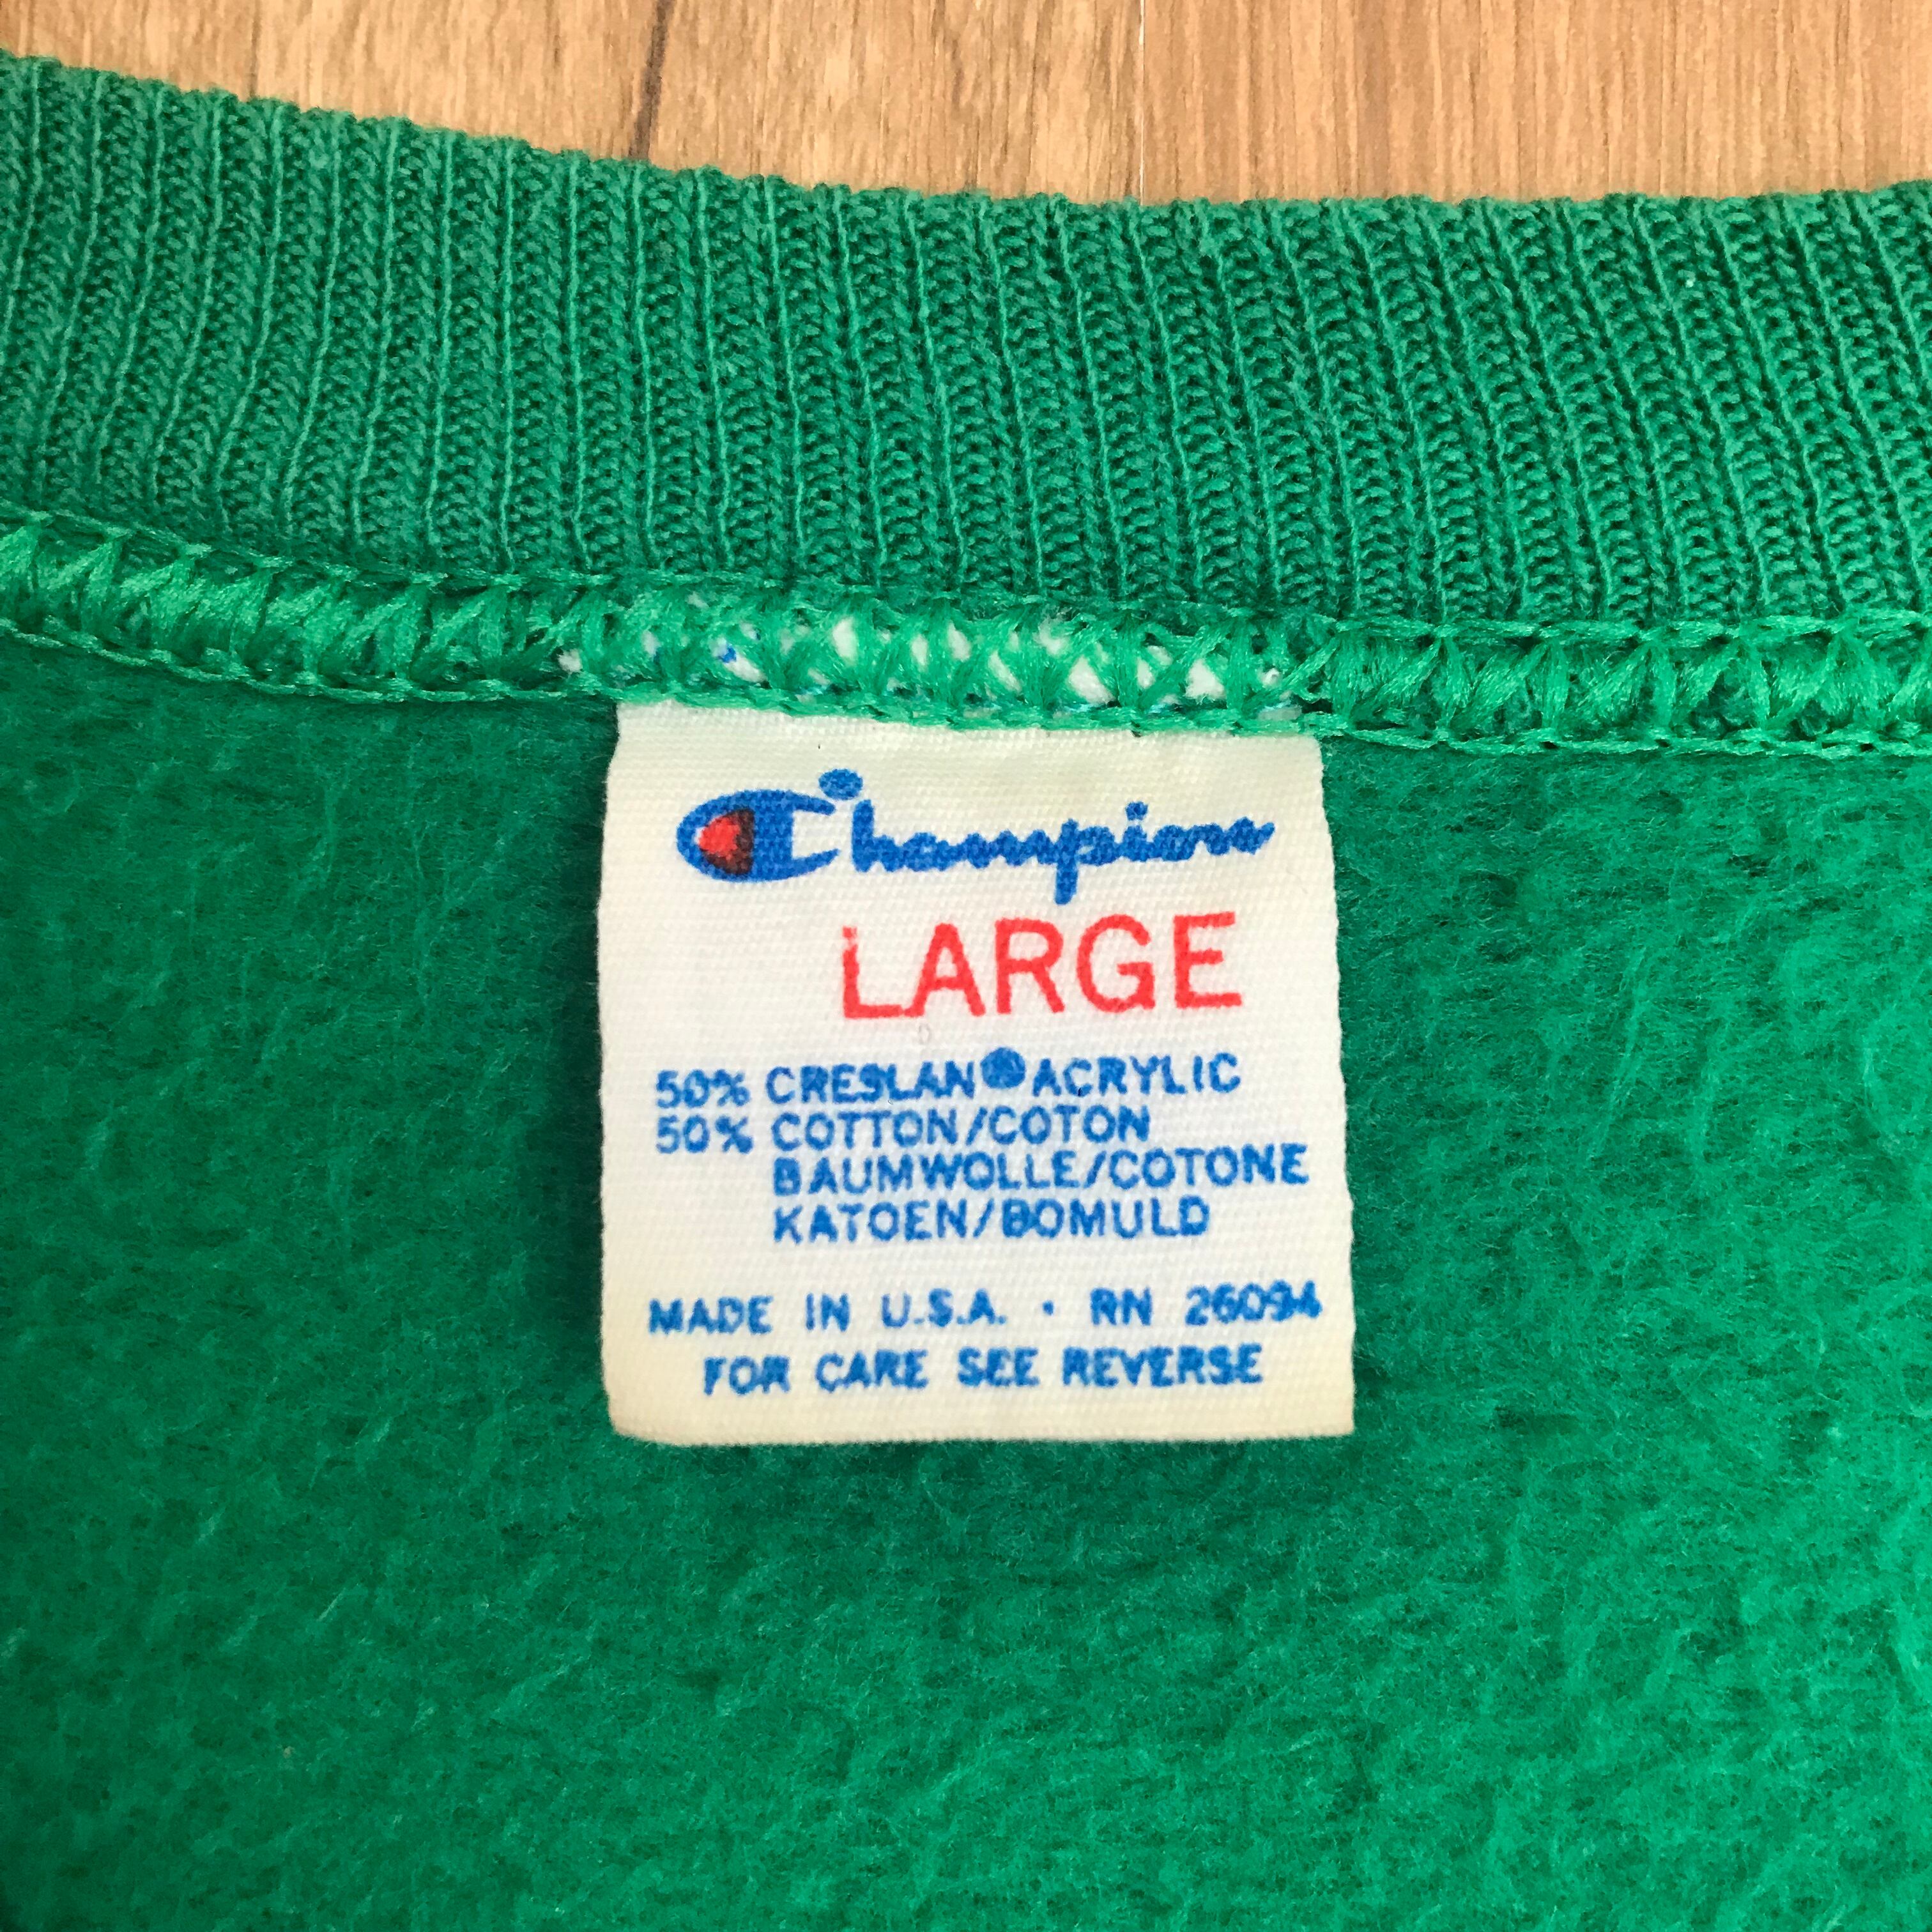 Champion
LARGE
50% CRESLAN® ACRYLIC
50% COTTON/COTON
BAUMWOLLE/COTONE
KATOEN/BOMULD
MADE IN U.S.A. • RN 26094
FOR CARE SEE REVERSE